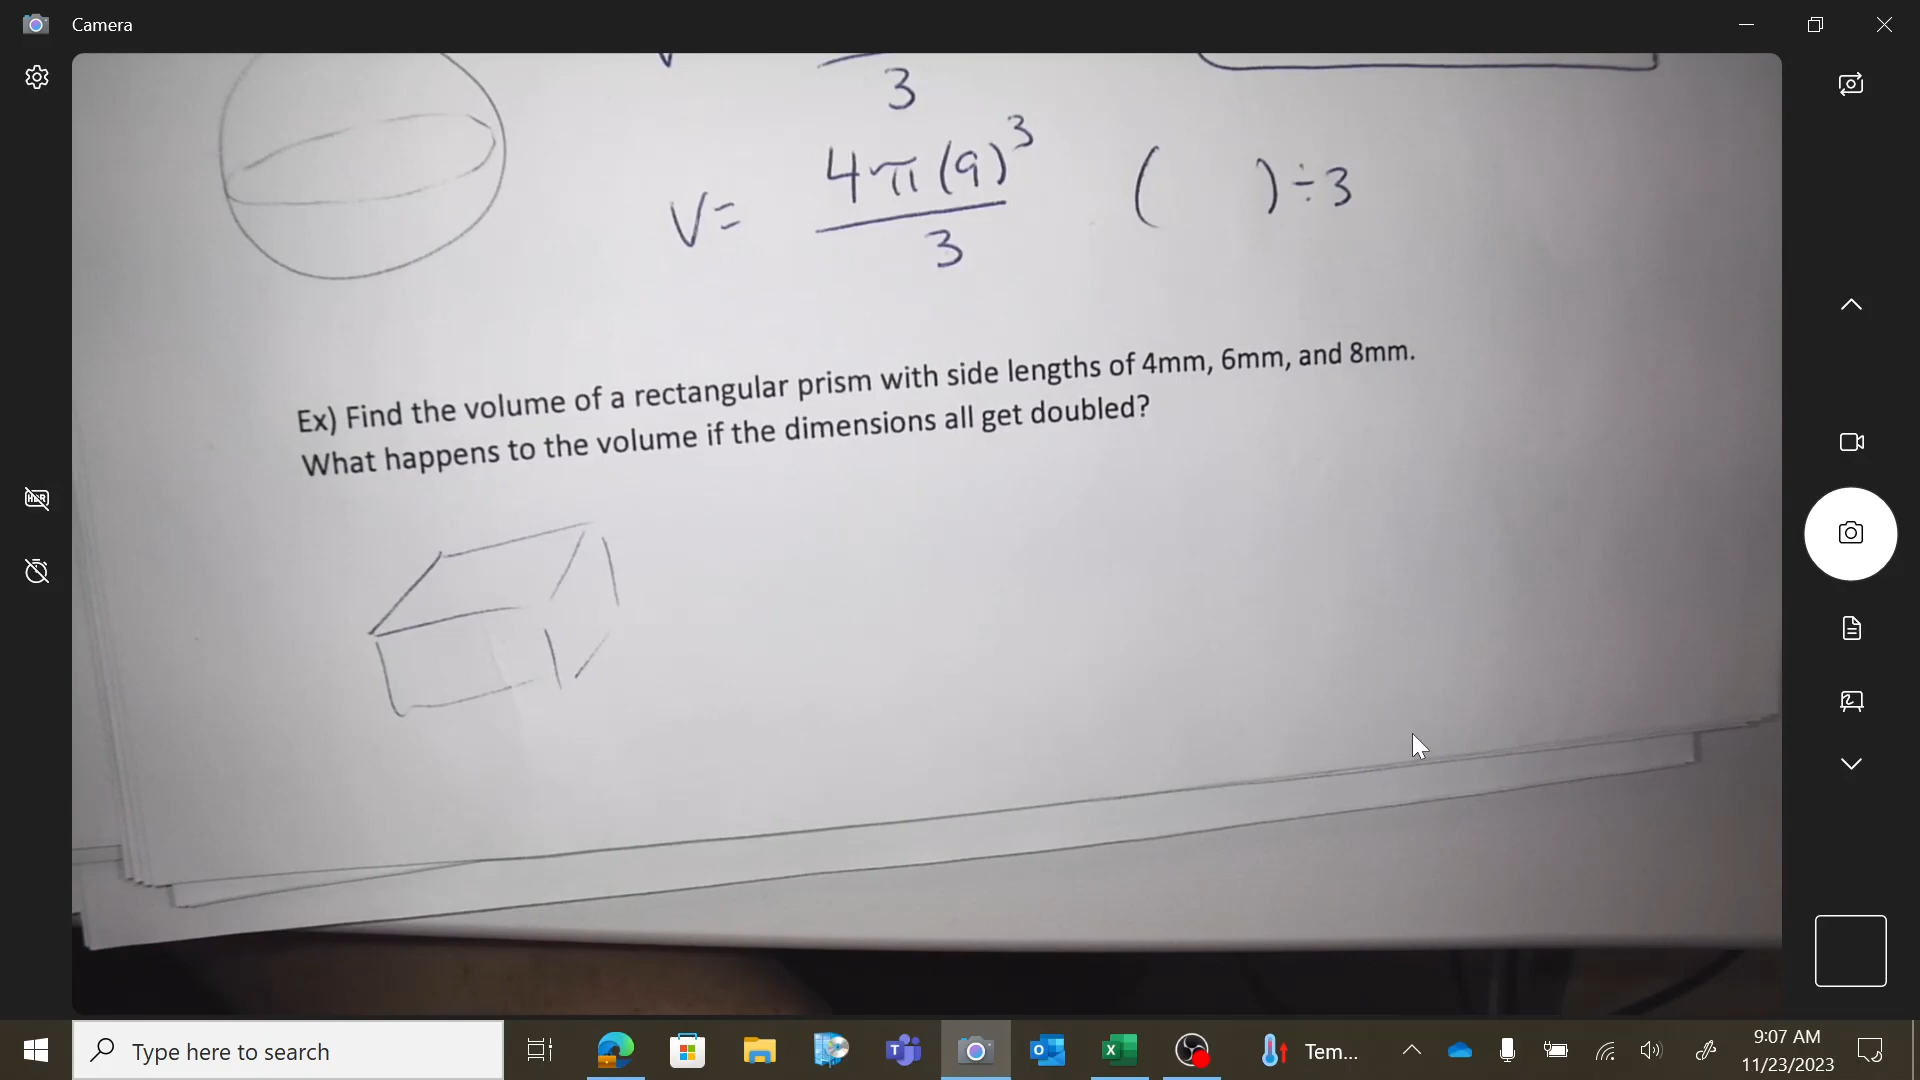 Camera
3
V= 4π(9)³ ( ) ÷3
3
Ex) Find the volume of a rectangular prism with side lengths of 4mm, 6mm, and 8mm.
What happens to the volume if the dimensions all get doubled?
Type here to search
Tem...
9:07 AM
11/23/2023